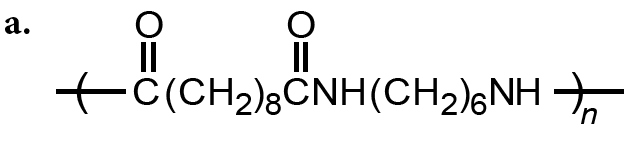 a.
O O
C(CH2)8CNH(CH2)6NH
n